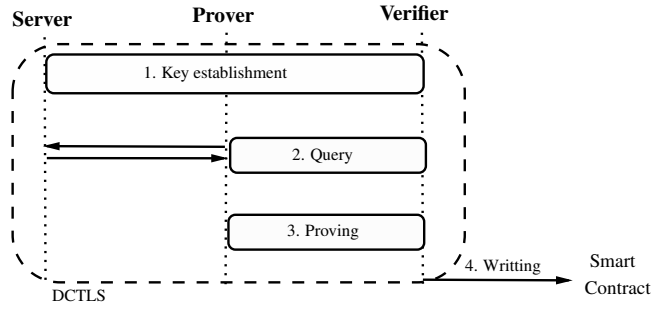 Server Prover Verifier
1. Key establishment
2. Query
3. Proving
4. Writting
Smart
Contract
DCTLS